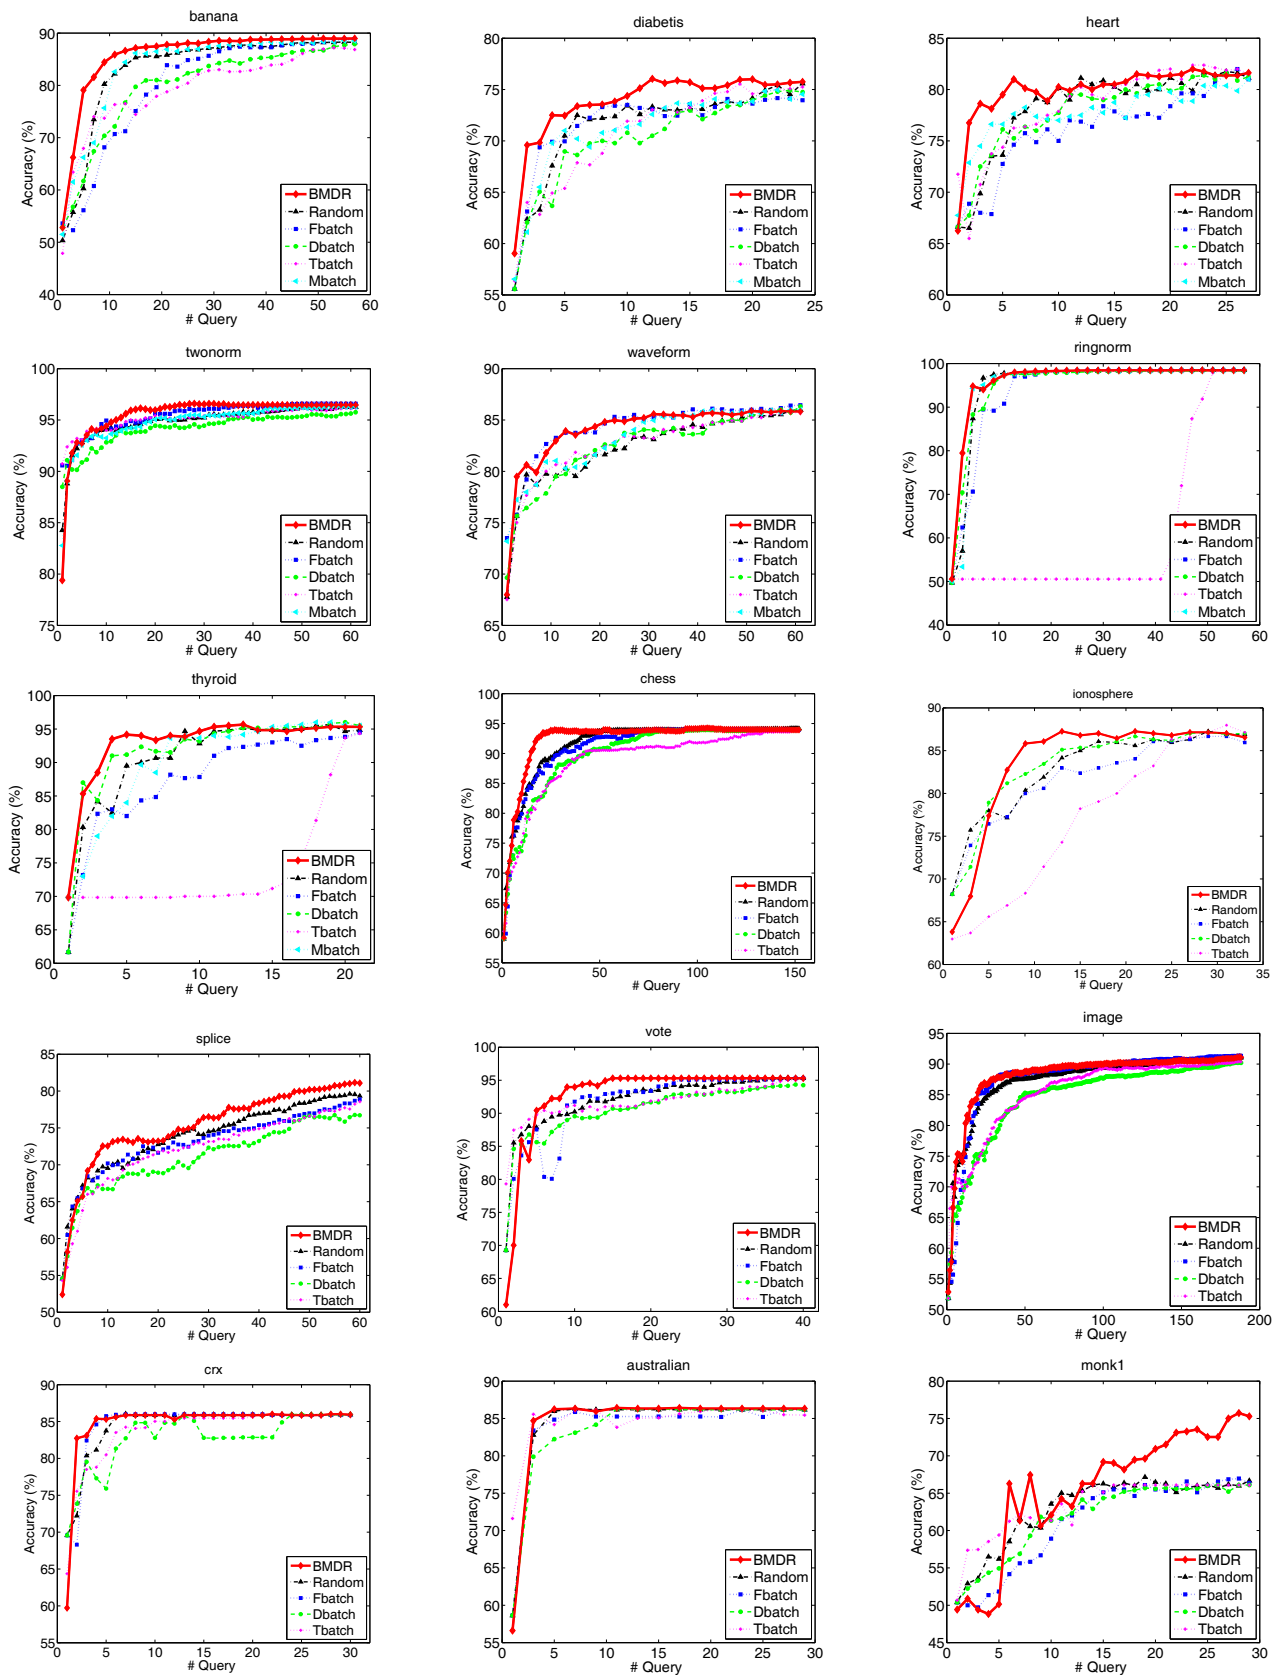 banana
Accuracy (%)
90
80
70
60
50
40
0 10 20 30 40 50 60
# Query
BMDR
Random
Fbatch
Dbatch
Tbatch
Mbatch
diabetis
Accuracy (%)
80
75
70
65
60
55
0 5 10 15 20 25
# Query
BMDR
Random
Fbatch
Dbatch
Tbatch
Mbatch
heart
Accuracy (%)
85
80
75
70
65
60
0 5 10 15 20 25
# Query
BMDR
Random
Fbatch
Dbatch
Tbatch
Mbatch
twonorm
Accuracy (%)
100
95
90
85
80
75
0 10 20 30 40 50 60
# Query
BMDR
Random
Fbatch
Dbatch
Tbatch
Mbatch
waveform
Accuracy (%)
90
85
80
75
70
65
0 10 20 30 40 50 60
# Query
BMDR
Random
Fbatch
Dbatch
Tbatch
Mbatch
ringnorm
Accuracy (%)
100
90
80
70
60
50
40
0 10 20 30 40 50 60
# Query
BMDR
Random
Fbatch
Dbatch
Tbatch
Mbatch
thyroid
Accuracy (%)
100
95
90
85
80
75
70
65
60
0 5 10 15 20
# Query
BMDR
Random
Fbatch
Dbatch
Tbatch
Mbatch
chess
Accuracy (%)
100
95
90
85
80
75
70
65
60
55
0 50 100 150
# Query
BMDR
Random
Fbatch
Dbatch
Tbatch
ionosphere
Accuracy (%)
90
85
80
75
70
65
60
0 5 10 15 20 25 30 35
# Query
BMDR
Random
Fbatch
Dbatch
Tbatch
splice
Accuracy (%)
85
80
75
70
65
60
55
50
0 10 20 30 40 50 60
# Query
BMDR
Random
Fbatch
Dbatch
Tbatch
vote
Accuracy (%)
100
95
90
85
80
75
70
65
60
0 10 20 30 40
# Query
BMDR
Random
Fbatch
Dbatch
Tbatch
image
Accuracy (%)
95
90
85
80
75
70
65
60
55
50
0 50 100 150 200
# Query
BMDR
Random
Fbatch
Dbatch
Tbatch
crx
Accuracy (%)
90
85
80
75
70
65
60
55
0 5 10 15 20 25 30
# Query
BMDR
Random
Fbatch
Dbatch
Tbatch
australian
Accuracy (%)
90
85
80
75
70
65
60
55
0 5 10 15 20 25 30
# Query
BMDR
Random
Fbatch
Dbatch
Tbatch
monk1
Accuracy (%)
80
75
70
65
60
55
50
45
0 5 10 15 20 25 30
# Query
BMDR
Random
Fbatch
Dbatch
Tbatch